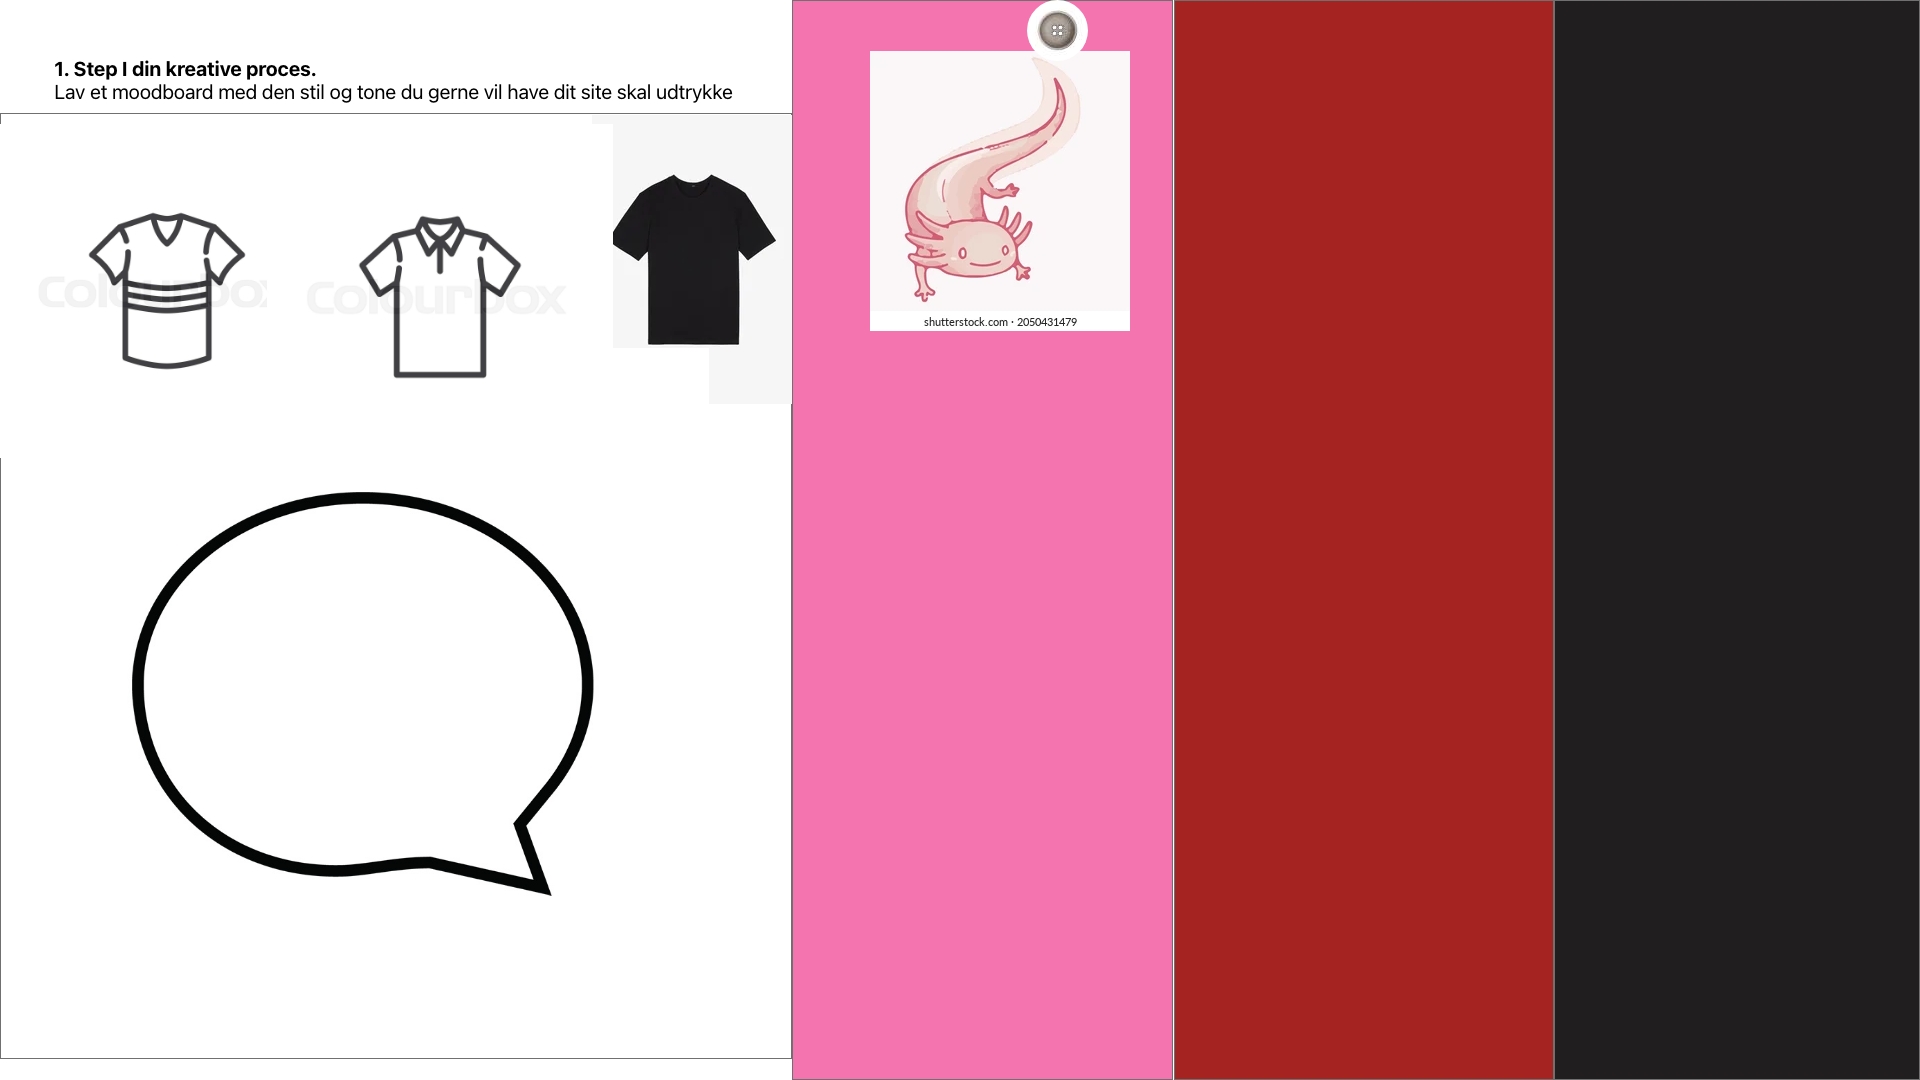 1. Step I din kreative proces.
Lav et moodboard med den stil og tone du gerne vil have dit site skal udtrykke
Colourbox
Colourbox
shutterstock.com · 2050431479